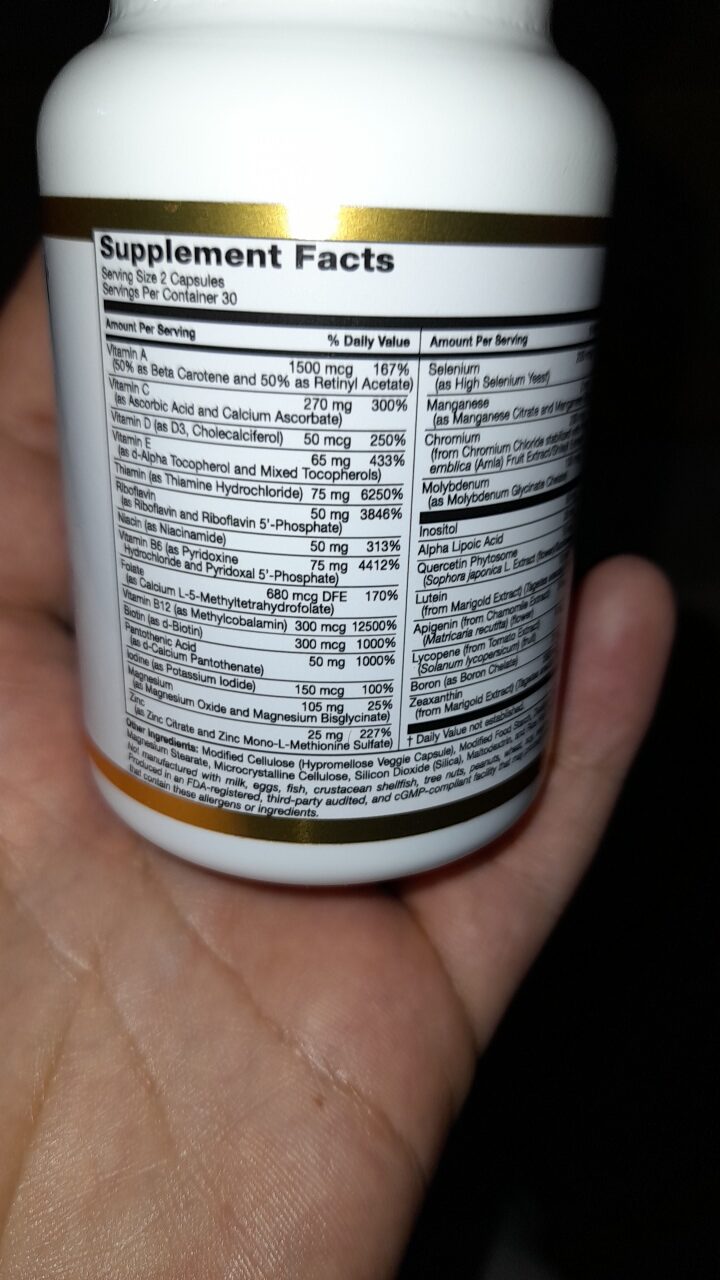 Supplement Facts
Serving Size 2 Capsules
Servings Per Container 30
Amount Per Serving % Daily Value
Vitamin A 1500 mcg 167%
(50% as Beta Carotene and 50% as Retinyl Acetate)
Vitamin C 270 mg 300%
(as Ascorbic Acid and Calcium Ascorbate)
Vitamin D (as D3, Cholecalciferol) 50 mcg 250%
Vitamin E 65 mg 433%
(as d-Alpha Tocopherol and Mixed Tocopherols)
Thiamin (as Thiamine Hydrochloride) 75 mg 6250%
Riboflavin 50 mg 3846%
(as Riboflavin and Riboflavin 5'-Phosphate)
Niacin (as Niacinamide) 50 mg 313%
Vitamin B6 (as Pyridoxine 75 mg 4412%
Hydrochloride and Pyridoxal 5'-Phosphate)
Folate 680 mcg DFE 170%
(as Calcium L-5-Methyltetrahydrofolate)
Vitamin B12 (as Methylcobalamin) 300 mcg 12500%
Biotin (as d-Biotin) 300 mcg 1000%
Pantothenic Acid 50 mg 1000%
(as d-Calcium Pantothenate)
Iodine (as Potassium Iodide) 150 mcg 100%
Magnesium 105 mg 25%
(as Magnesium Oxide and Magnesium Bisglycinate)
Zinc 25 mg 227%
(as Zinc Citrate and Zinc Mono-L-Methionine Sulfate)
Amount Per Serving
Selenium
(as High Selenium Yeast)
Manganese
(as Manganese Citrate and
Chromium
(from Chromium Chloride
emblica (Amla) Fruit
Molybdenum
(as Molybdenum Glycinate
Inositol
Alpha Lipoic Acid
Quercetin Phytosome
(Sophora japonica L. Extract
Lutein
(from Marigold Extract)
Apigenin (from Chamomile Extract
(Matricaria recutita) (flower)
Lycopene (from Tomato Extract)
(Solanum lycopersicum) (fruit)
Boron (as Boron Chelate)
Zeaxanthin
(from Marigold Extract)
† Daily Value not established.
Other Ingredients: Modified Cellulose (Hypromellose Veggie Capsule), Modified Food Starch,
Magnesium Stearate, Microcrystalline Cellulose, Silicon Dioxide (Silica), Maltodextrin, and
Not manufactured with milk, eggs, fish, crustacean shellfish, tree nuts, peanuts, wheat,
Produced in an FDA-registered, third-party audited, and cGMP-compliant facility that may
that contain these allergens or ingredients.